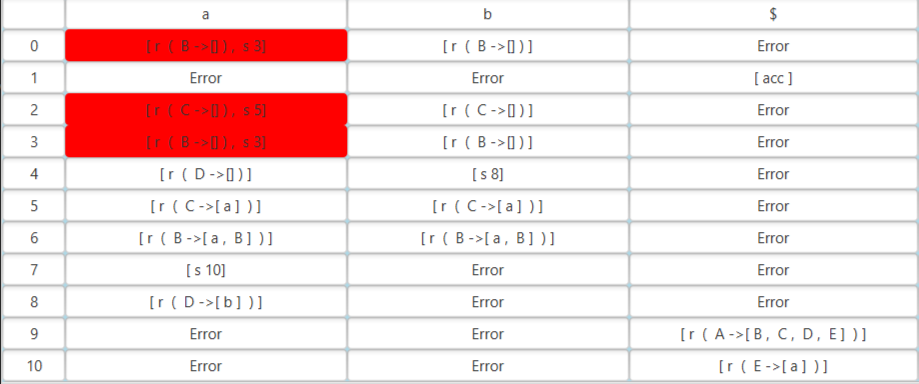 a b $
0 [ r ( B ->[] ) , s 3] [ r ( B ->[] ) ] Error
1 Error Error [ acc ]
2 [ r ( C ->[] ) , s 5] [ r ( C ->[] ) ] Error
3 [ r ( B ->[] ) , s 3] [ r ( B ->[] ) ] Error
4 [ r ( D ->[] ) ] [ s 8] Error
5 [ r ( C ->[ a ] ) ] [ r ( C ->[ a ] ) ] Error
6 [ r ( B ->[ a , B ] ) ] [ r ( B ->[ a , B ] ) ] Error
7 [ s 10] Error Error
8 [ r ( D ->[ b ] ) ] Error Error
9 Error Error [ r ( A ->[ B , C , D , E ] ) ]
10 Error Error [ r ( E ->[ a ] ) ]